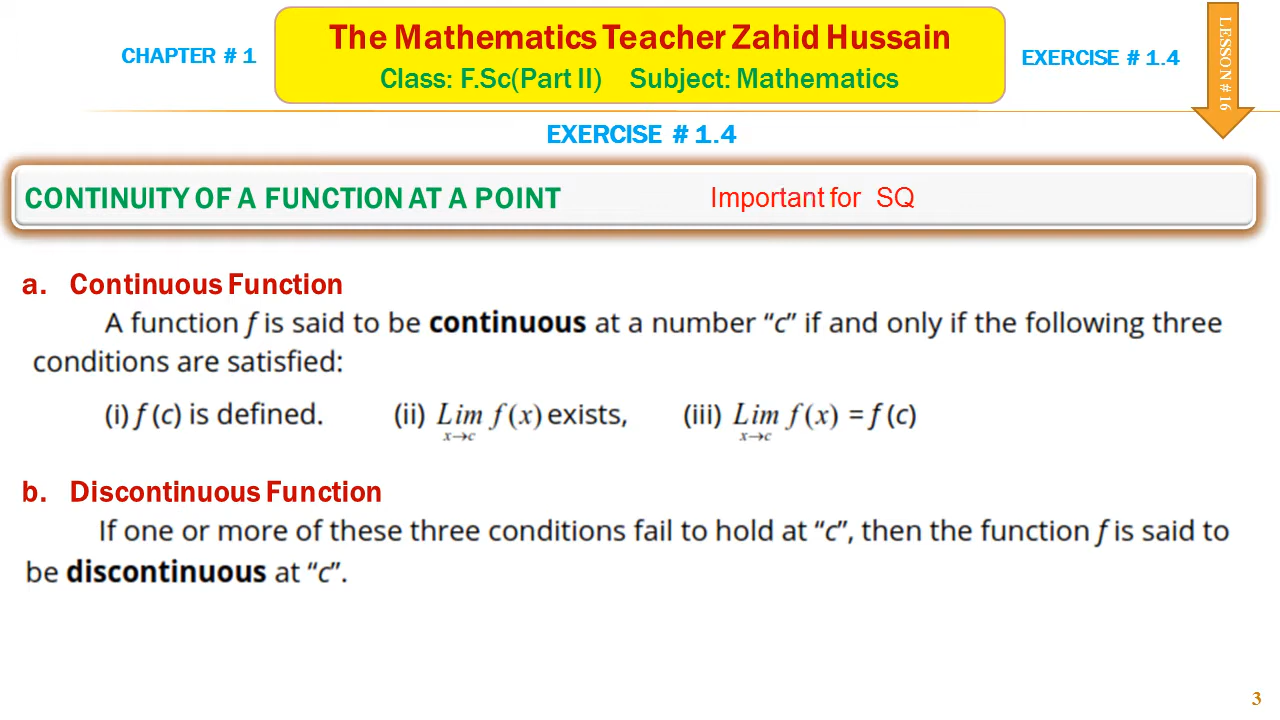 CHAPTER # 1
The Mathematics Teacher Zahid Hussain
Class: F.Sc(Part II) Subject: Mathematics
EXERCISE # 1.4
LESSON # 16
EXERCISE # 1.4
CONTINUITY OF A FUNCTION AT A POINT Important for SQ
a. Continuous Function
A function f is said to be continuous at a number “c” if and only if the following three
conditions are satisfied:
(i) f (c) is defined. (ii) Lim x→c f (x) exists, (iii) Lim x→c f (x) = f (c)
b. Discontinuous Function
If one or more of these three conditions fail to hold at “c”, then the function f is said to
be discontinuous at “c”.
3